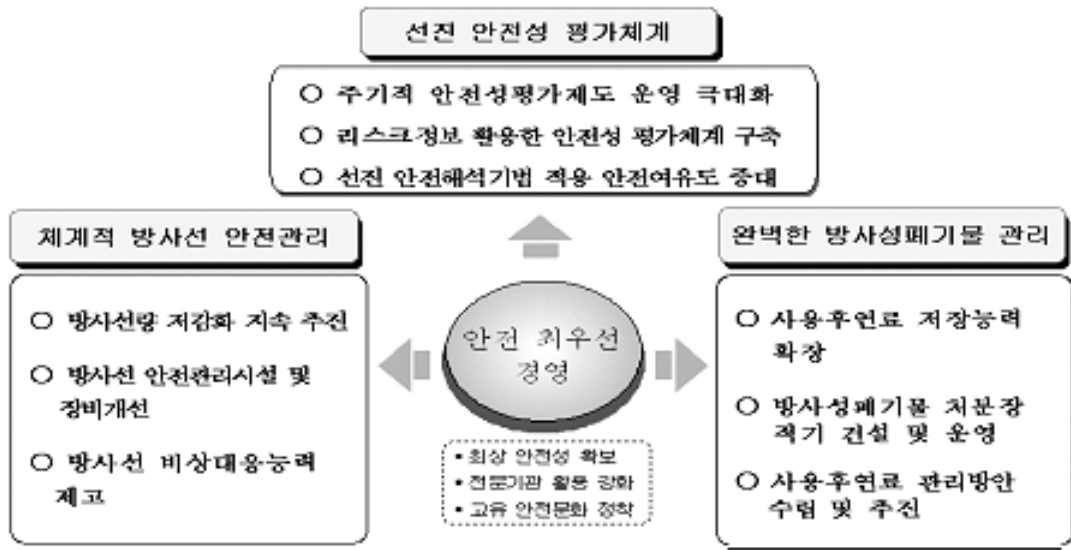 선진 안전성 평가체계
○ 주기적 안전성평가제도 운영 극대화
○ 리스크정보 활용한 안전성 평가체계 구축
○ 선진 안전해석기법 적용 안전여유도 증대
체계적 방사선 안전관리
○ 방사선량 저감화 지속 추진
○ 방사선 안전관리시설 및
장비개선
○ 방사선 비상대응능력
제고
안전 최우선
경영
• 최상 안전성 확보
• 전문기관 활동 강화
• 고유 안전문화 정착
완벽한 방사성폐기물 관리
○ 사용후연료 저장능력
확장
○ 방사성폐기물 처분장
적기 건설 및 운영
○ 사용후연료 관리방안
수립 및 추진